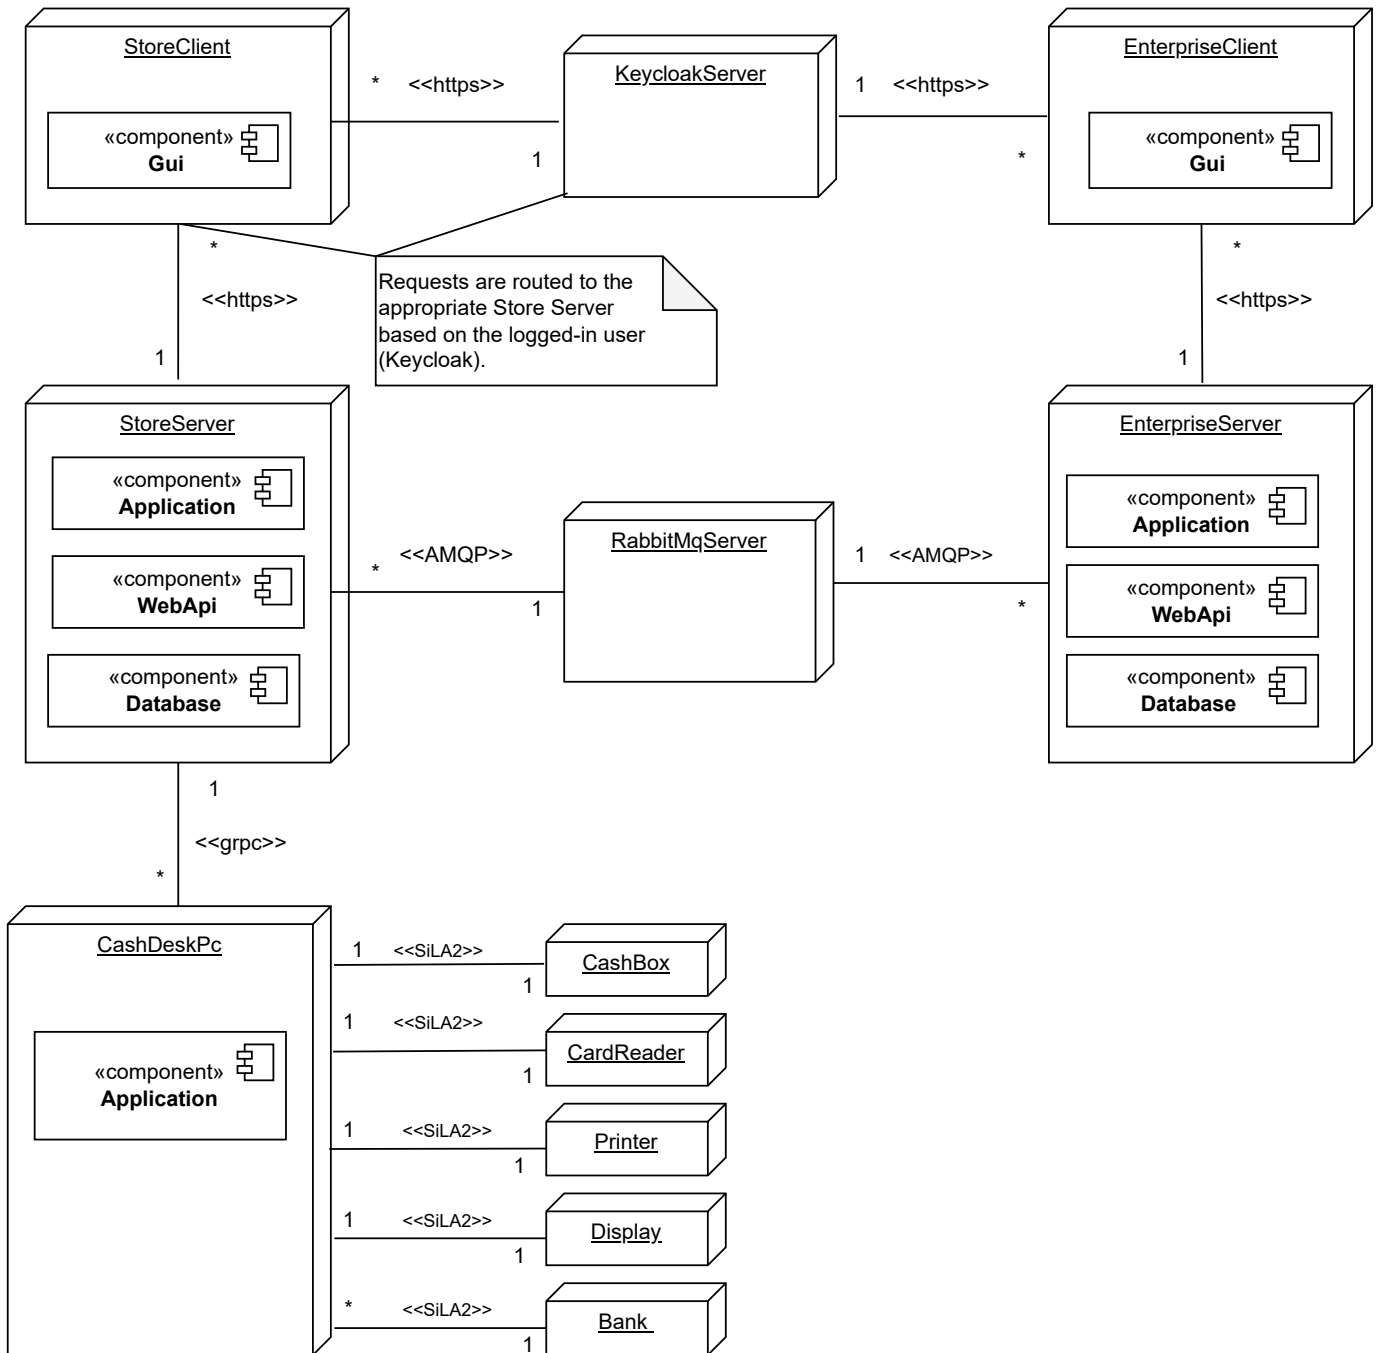 StoreClient
«component»
Gui
*
<<https>>
1
KeycloakServer
1
<<https>>
*
EnterpriseClient
«component»
Gui
*
<<https>>
1
Requests are routed to the
appropriate Store Server
based on the logged-in user
(Keycloak).
*
<<https>>
1
StoreServer
«component»
Application
«component»
WebApi
«component»
Database
<<AMQP>>
*
1
RabbitMqServer
1
<<AMQP>>
*
EnterpriseServer
«component»
Application
«component»
WebApi
«component»
Database
1
<<grpc>>
*
CashDeskPc
«component»
Application
1
<<SiLA2>>
1
CashBox
1
<<SiLA2>>
1
CardReader
1
<<SiLA2>>
1
Printer
1
<<SiLA2>>
1
Display
*
<<SiLA2>>
1
Bank